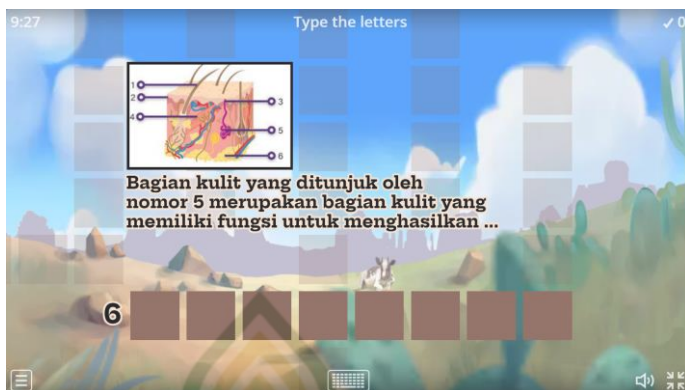 9:27
Type the letters
✓ 0
1
2
3
4
5
6
Bagian kulit yang ditunjuk oleh
nomor 5 merupakan bagian kulit yang
memiliki fungsi untuk menghasilkan ...
6